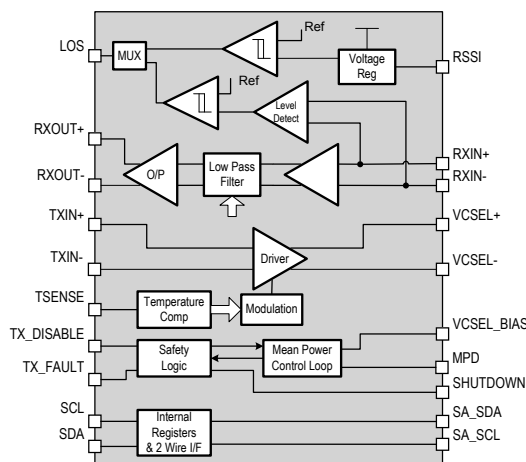 LOS
MUX
Ref
Voltage
Reg
RSSI
Ref
Level
Detect
RXOUT+
RXIN+
RXOUT-
O/P
Low Pass
Filter
RXIN-
TXIN+
VCSEL+
TXIN-
Driver
VCSEL-
TSENSE
Temperature
Comp
Modulation
TX_DISABLE
VCSEL_BIAS
Safety
Logic
Mean Power
Control Loop
TX_FAULT
MPD
SHUTDOWN
SCL
Internal
Registers
& 2 Wire I/F
SA_SDA
SDA
SA_SCL